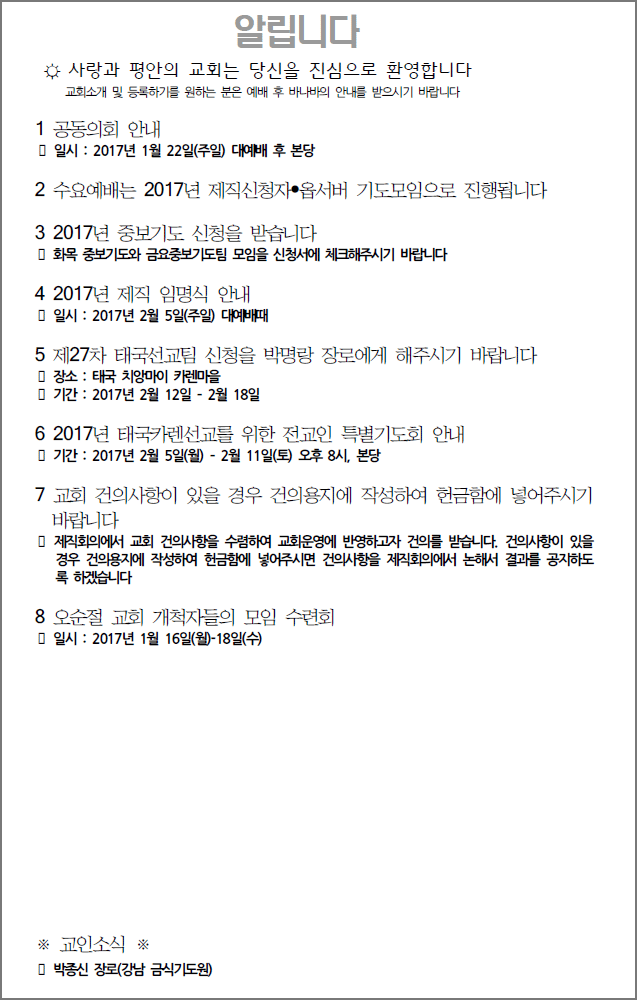 알립니다
☼ 사랑과 평안의 교회는 당신을 진심으로 환영합니다
교회소개 및 등록하기를 원하는 분은 예배 후 바나바의 안내를 받으시기 바랍니다
1 공동의회 안내
▯ 일시 : 2017년 1월 22일(주일) 대예배 후 본당
2 수요예배는 2017년 제직신청자•옵서버 기도모임으로 진행됩니다
3 2017년 중보기도 신청을 받습니다
▯ 화목 중보기도와 금요중보기도팀 모임을 신청서에 체크해주시기 바랍니다
4 2017년 제직 임명식 안내
▯ 일시 : 2017년 2월 5일(주일) 대예배때
5 제27차 태국선교팀 신청을 박명랑 장로에게 해주시기 바랍니다
▯ 장소 : 태국 치앙마이 카렌마을
▯ 기간 : 2017년 2월 12일 - 2월 18일
6 2017년 태국카렌선교를 위한 전교인 특별기도회 안내
▯ 기간 : 2017년 2월 5일(월) - 2월 11일(토) 오후 8시, 본당
7 교회 건의사항이 있을 경우 건의용지에 작성하여 헌금함에 넣어주시기
바랍니다
▯ 제직회의에서 교회 건의사항을 수렴하여 교회운영에 반영하고자 건의를 받습니다. 건의사항이 있을
경우 건의용지에 작성하여 헌금함에 넣어주시면 건의사항을 제직회의에서 논해서 결과를 공지하도
록 하겠습니다
8 오순절 교회 개척자들의 모임 수련회
▯ 일시 : 2017년 1월 16일(월)-18일(수)
※ 교인소식 ※
▯ 박종신 장로(강남 금식기도원)